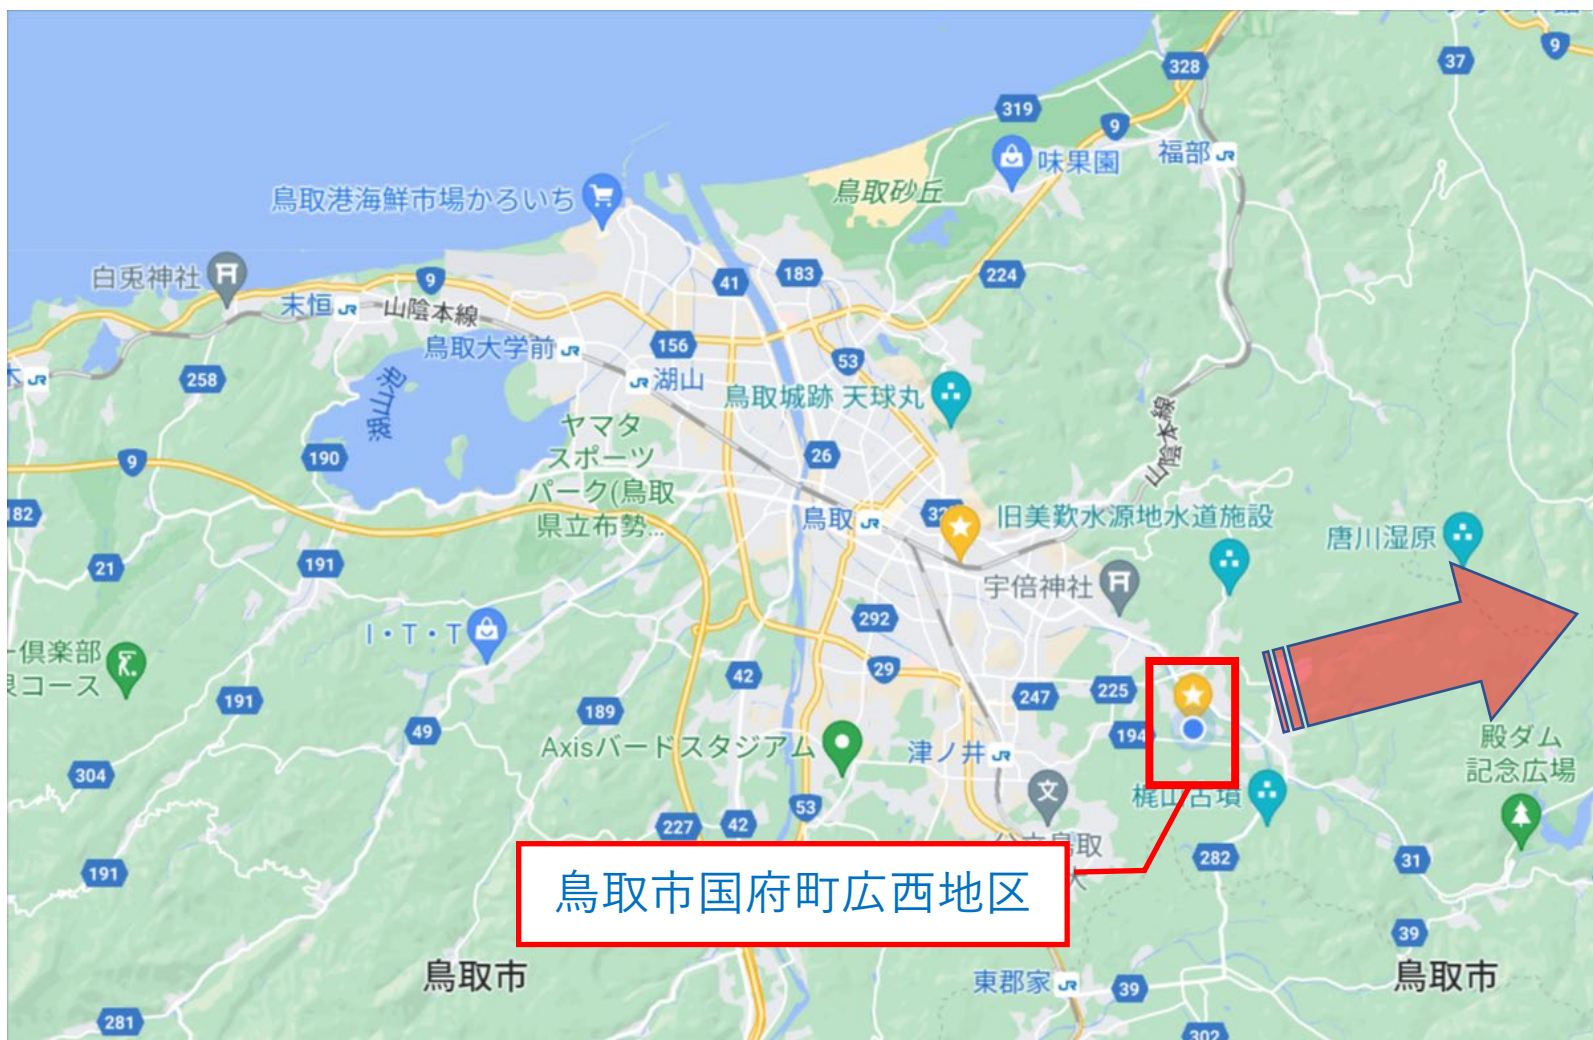 328
37
9
319
9
福部
味果園
鳥取砂丘
鳥取港海鮮市場かろいち
白兎神社
9
41
183
224
末恒
山陰本線
鳥取大学前
156
53
258
湖山
湖山池
鳥取城跡 天球丸
山陰本線
ヤマタ
スポーツ
パーク(鳥取
県立布勢...
9
190
26
182
鳥取
旧美歎水源地水道施設
唐川湿原
21
191
宇倍神社
292
I・T・T
倶楽部
コース
29
42
191
189
247
225
49
194
Axisバードスタジアム
津ノ井
殿ダム
記念広場
304
梶山古墳
文
53
227
42
鳥取
282
31
191
鳥取市国府町広西地区
39
鳥取市
東郡家
39
鳥取市
281
302